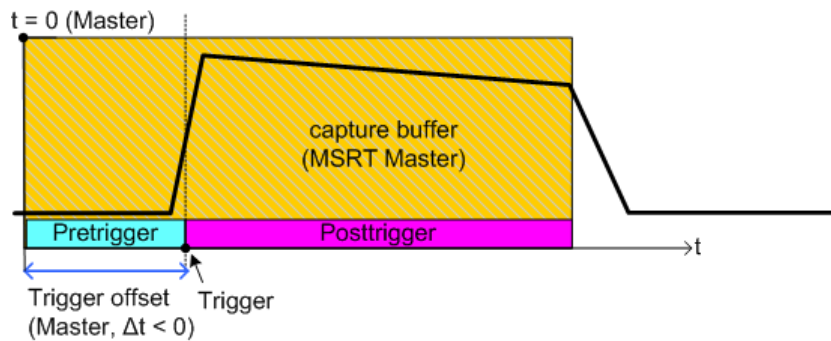 t = 0 (Master)
capture buffer
(MSRT Master)
Pretrigger
Posttrigger
t
Trigger offset
(Master, Δt < 0)
Trigger